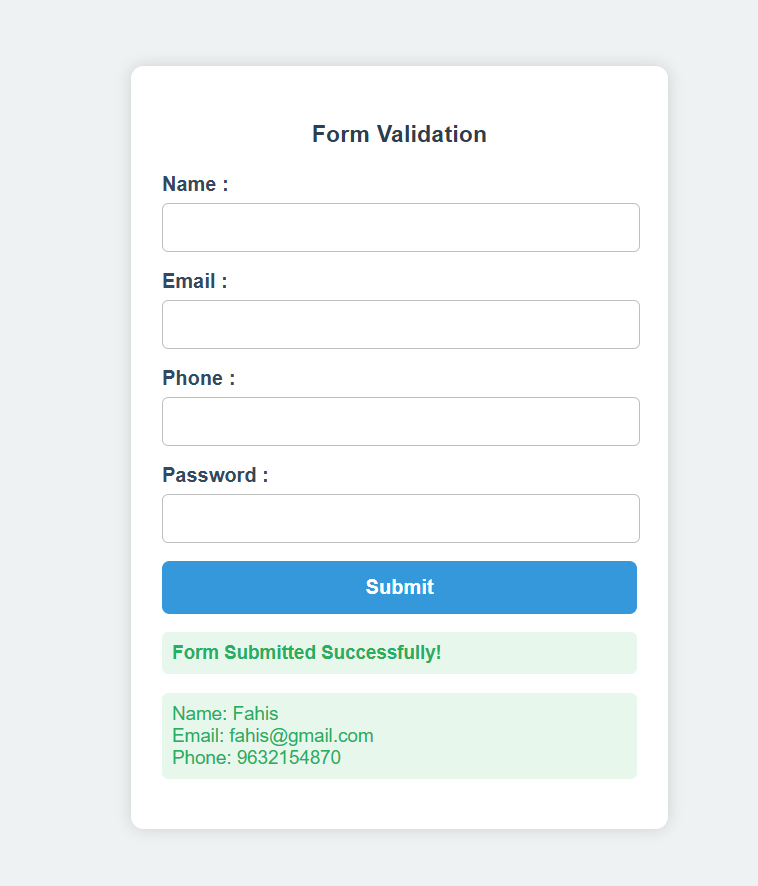 Form Validation
Name :
Email :
Phone :
Password :
Submit
Form Submitted Successfully!
Name: Fahis
Email: fahis@gmail.com
Phone: 9632154870